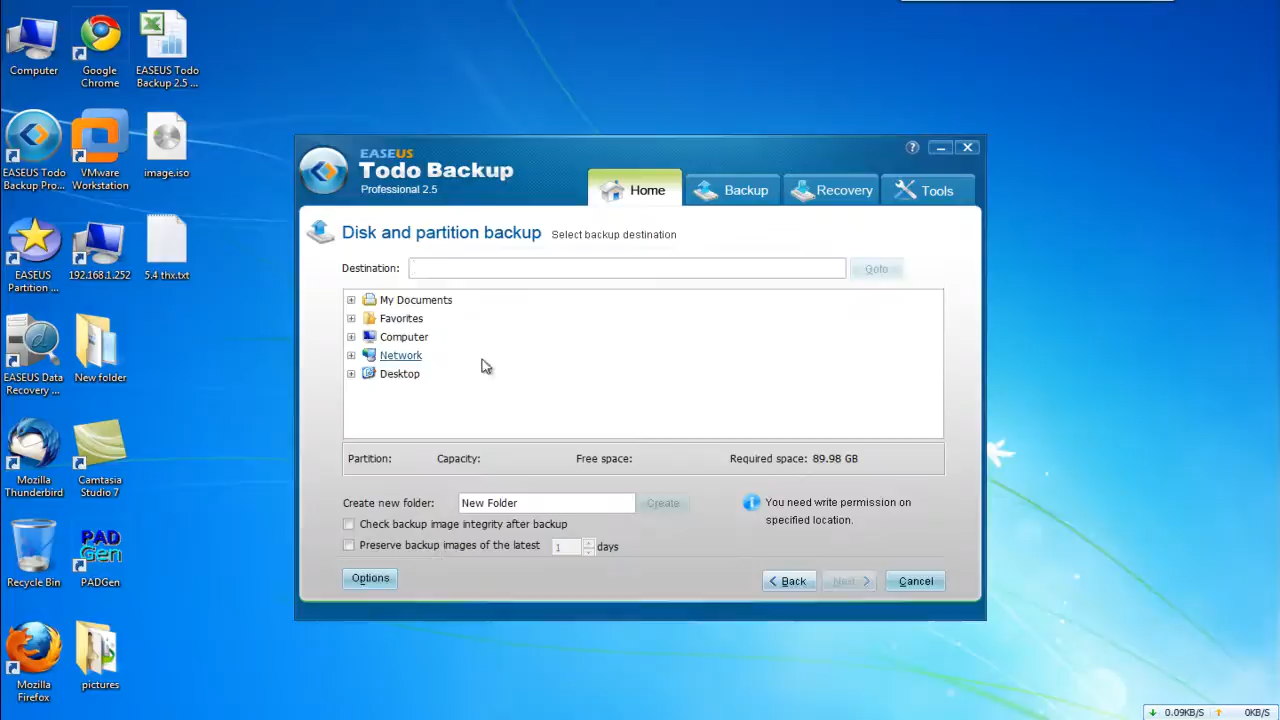 Computer
Google
Chrome
EASEUS Todo
Backup 2.5 ...
EASEUS Todo
Backup Pro...
VMware
Workstation
image.iso
EASEUS
Partition ...
192.168.1.252
5.4 thx.txt
EASEUS Data
Recovery ...
New folder
Mozilla
Thunderbird
Camtasia
Studio 7
Recycle Bin
PAD
Gen
PADGen
Mozilla
Firefox
pictures
EASEUS
Todo Backup
Professional 2.5
?
Home
Backup
Recovery
Tools
Disk and partition backup Select backup destination
Destination:
Goto
My Documents
Favorites
Computer
Network
Desktop
Partition: Capacity: Free space: Required space: 89.98 GB
Create new folder: New Folder Create
You need write permission on
specified location.
Check backup image integrity after backup
Preserve backup images of the latest 1 days
Options
< Back
Next >
Cancel
0.09KB/S 0KB/S